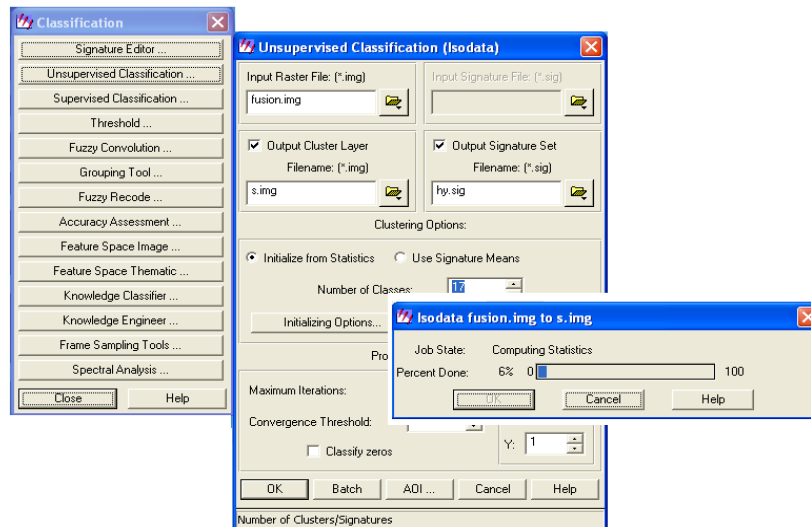 Classification
Signature Editor ...
Unsupervised Classification ...
Supervised Classification ...
Threshold ...
Fuzzy Convolution ...
Grouping Tool ...
Fuzzy Recode ...
Accuracy Assessment ...
Feature Space Image ...
Feature Space Thematic ...
Knowledge Classifier ...
Knowledge Engineer ...
Frame Sampling Tools ...
Spectral Analysis ...
Close Help
Unsupervised Classification (Isodata)
Input Raster File: (*.img) Input Signature File: (*.sig)
fusion.img
Output Cluster Layer Output Signature Set
Filename: (*.img) Filename: (*.sig)
s.img hy.sig
Clustering Options:
Initialize from Statistics Use Signature Means
Number of Classes: 17
Initializing Options...
Pro
Maximum Iterations:
Convergence Threshold:
Classify zeros Y: 1
OK Batch AOI ... Cancel Help
Number of Clusters/Signatures
Isodata fusion.img to s.img
Job State: Computing Statistics
Percent Done: 6% 0 100
OK Cancel Help